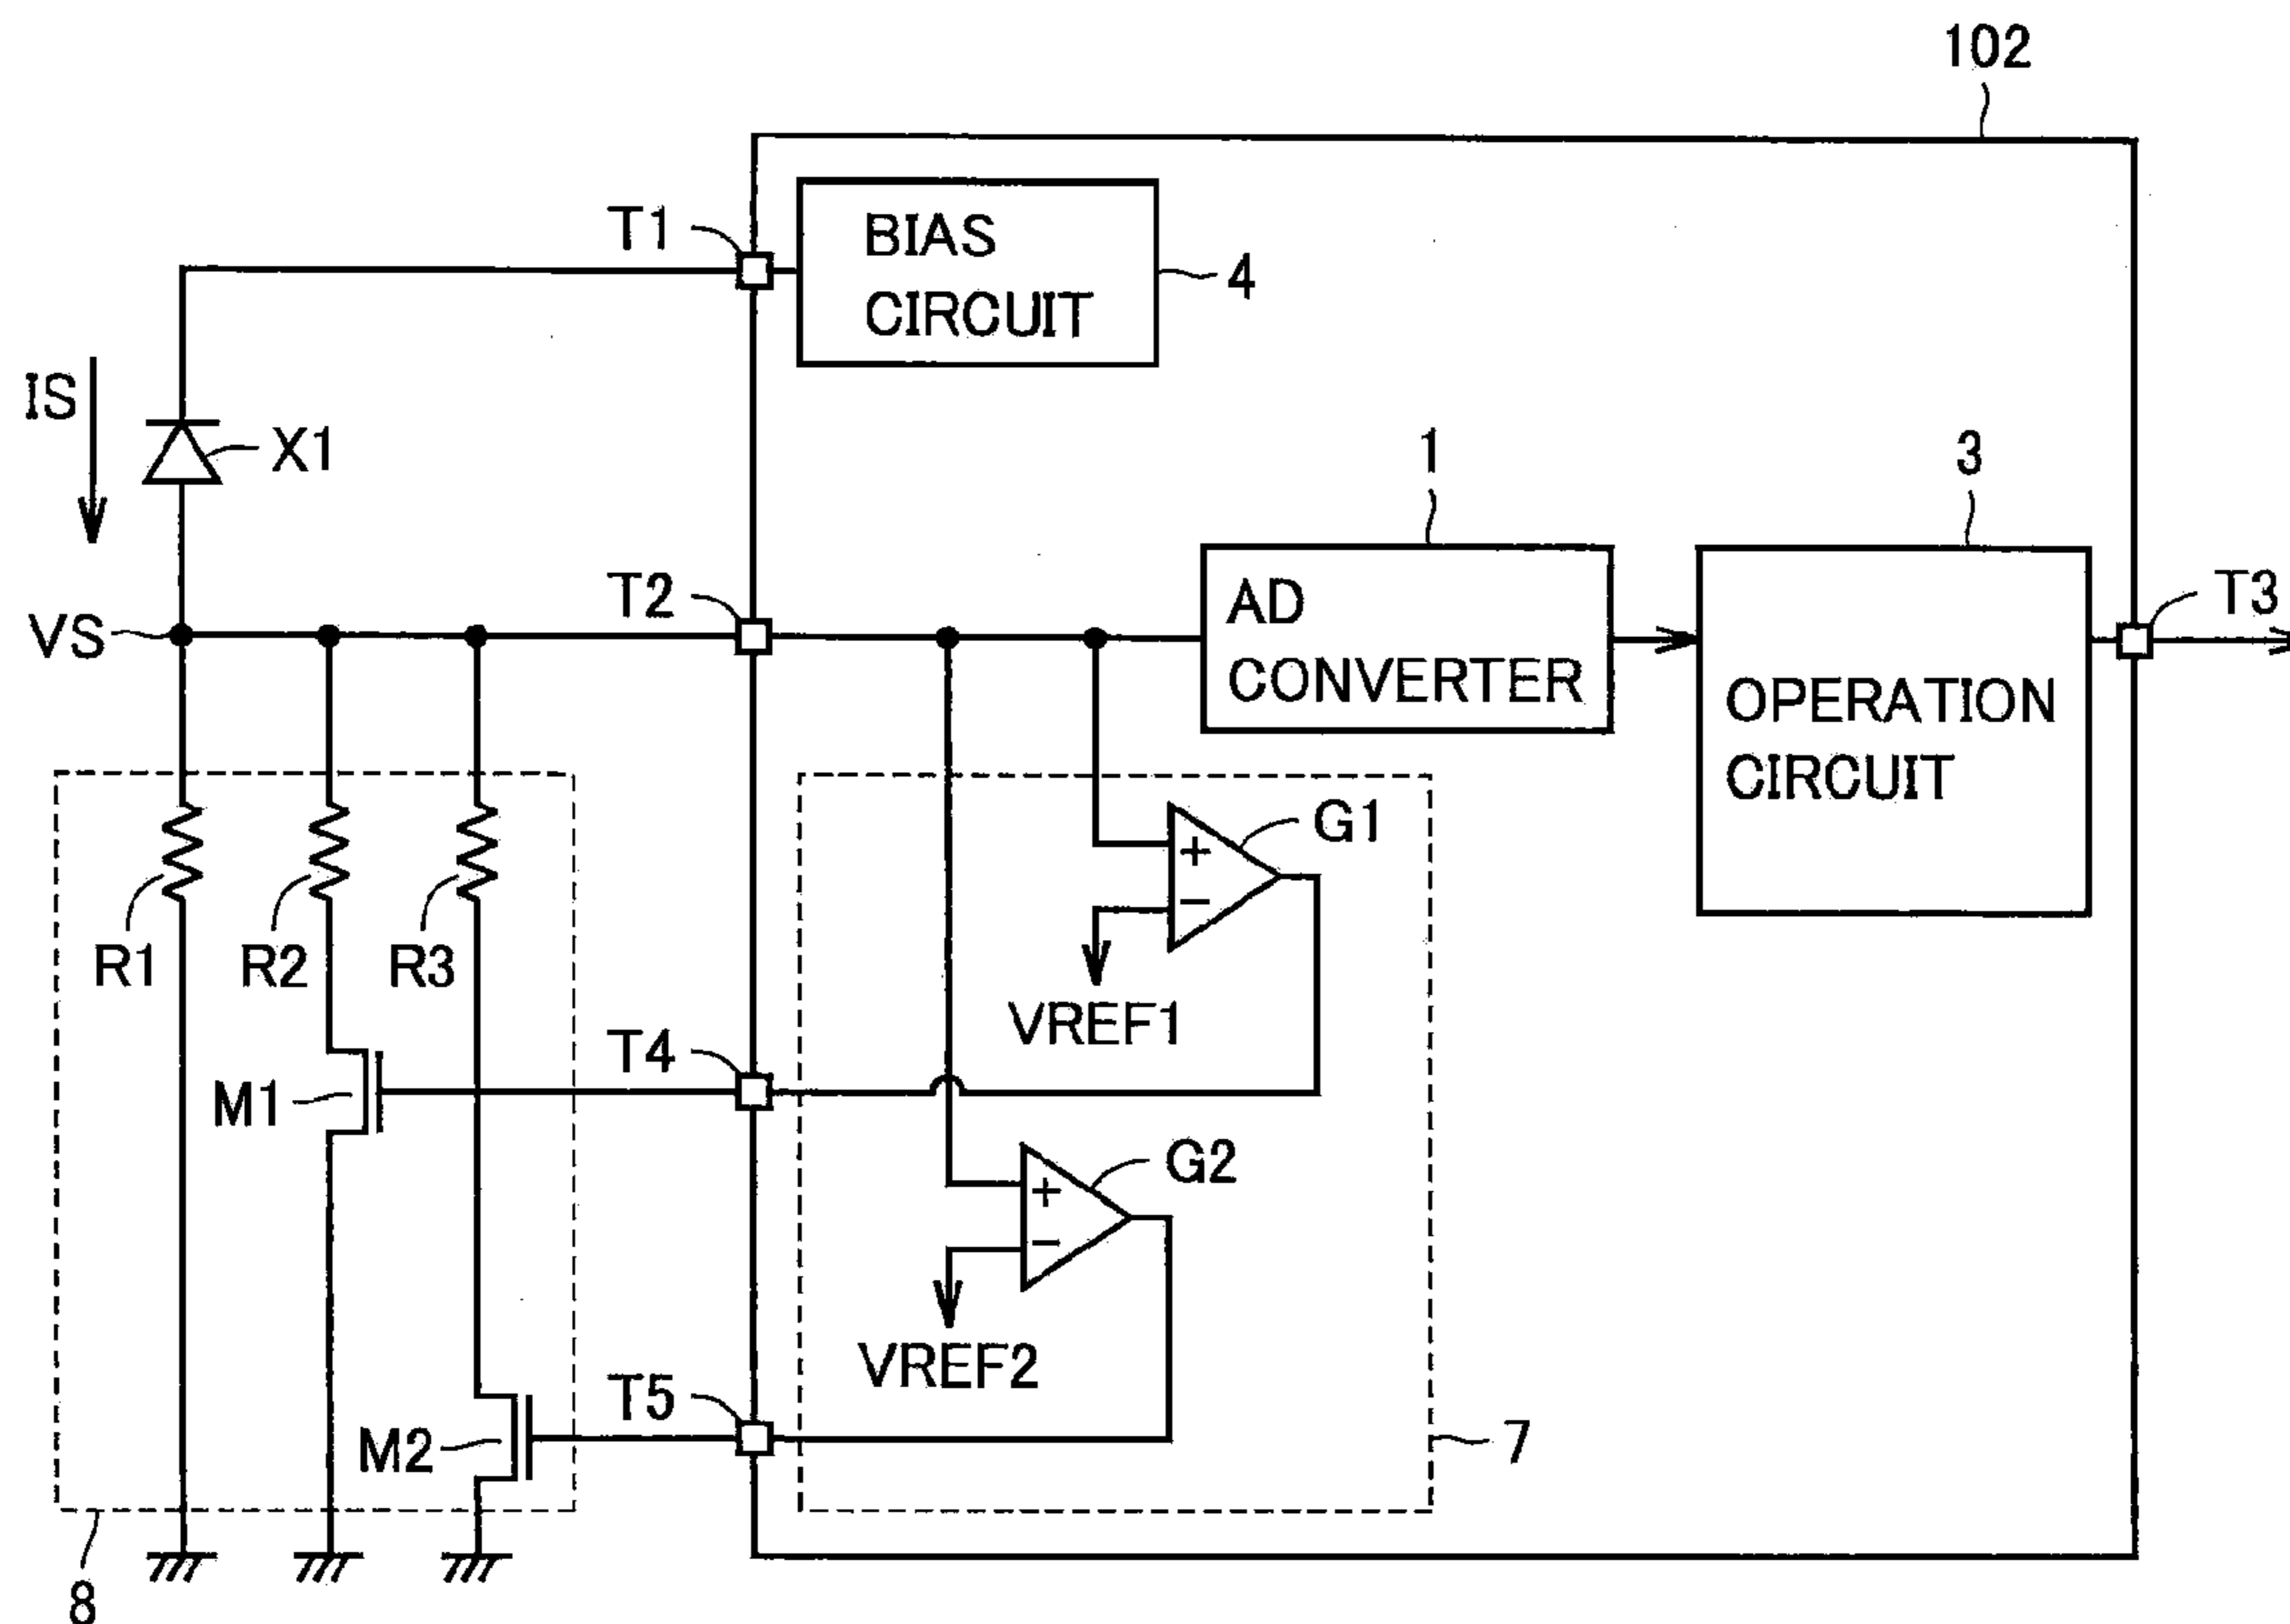 102
T1
BIAS
CIRCUIT
4
IS
X1
1
3
T2
T3
VS
AD
CONVERTER
OPERATION
CIRCUIT
+
G1
−
R1
R2
R3
VREF1
T4
M1
G2
+
−
VREF2
T5
M2
7
8